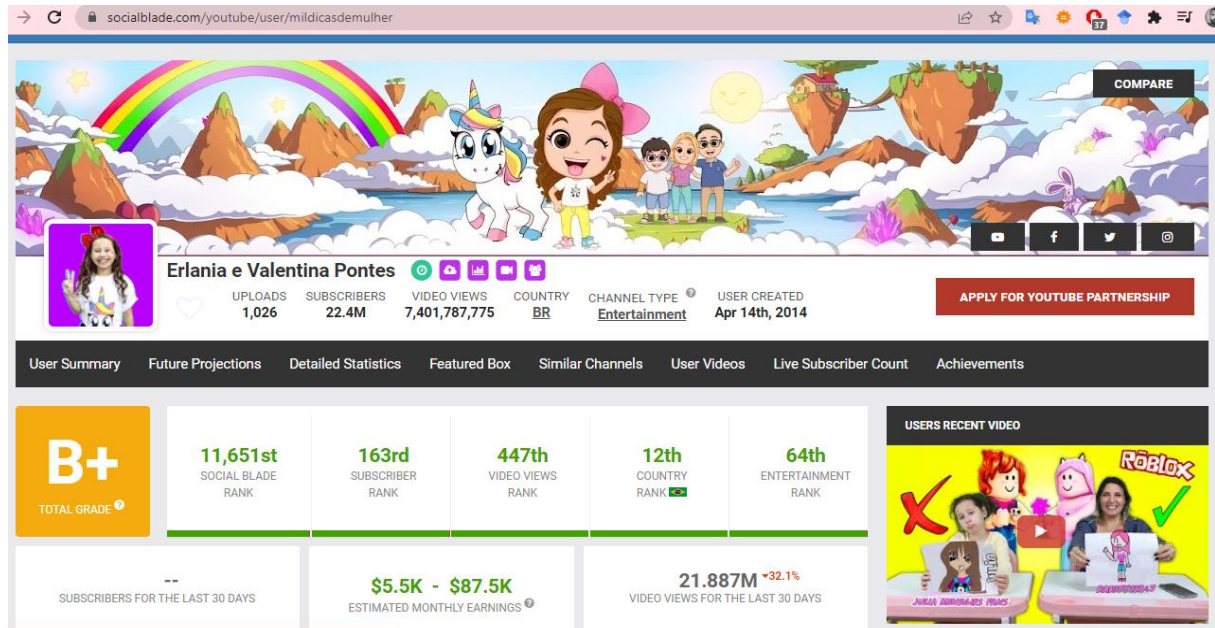 socialblade.com/youtube/user/mildicasdemulher
37
COMPARE
Erlania e Valentina Pontes
UPLOADS SUBSCRIBERS VIDEO VIEWS COUNTRY CHANNEL TYPE USER CREATED
1,026 22.4M 7,401,787,775 BR Entertainment Apr 14th, 2014
APPLY FOR YOUTUBE PARTNERSHIP
User Summary Future Projections Detailed Statistics Featured Box Similar Channels User Videos Live Subscriber Count Achievements
B+
TOTAL GRADE
11,651st 163rd 447th 12th 64th
SOCIAL BLADE SUBSCRIBER VIDEO VIEWS COUNTRY ENTERTAINMENT
RANK RANK RANK RANK RANK
USERS RECENT VIDEO
ROBLOX
--
SUBSCRIBERS FOR THE LAST 30 DAYS
$5.5K - $87.5K
ESTIMATED MONTHLY EARNINGS
21.887M -32.1%
VIDEO VIEWS FOR THE LAST 30 DAYS